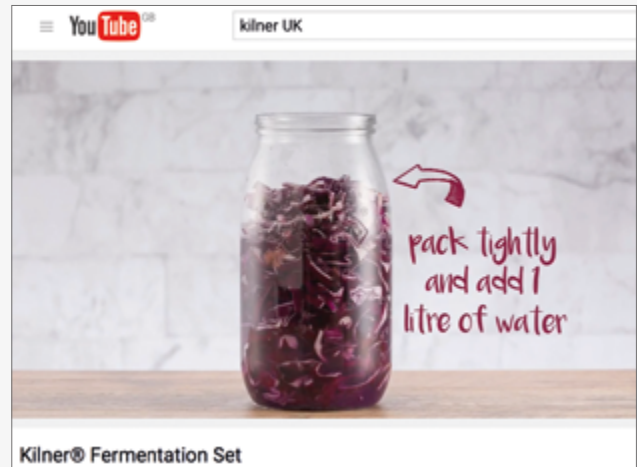 YouTube GB
kilner UK
pack tightly
and add 1
litre of water
Kilner® Fermentation Set